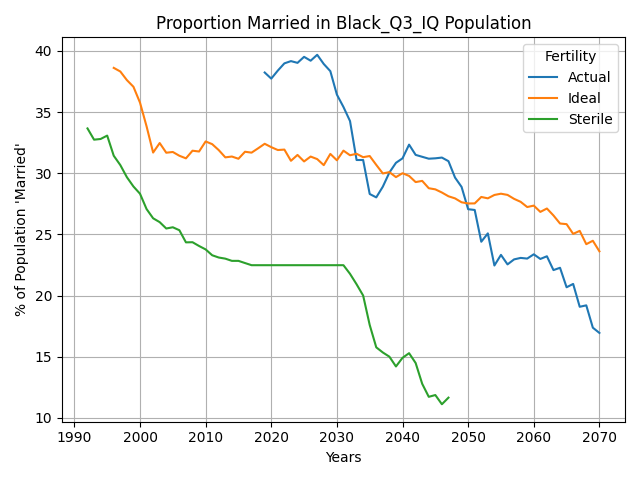 Proportion Married in Black_Q3_IQ Population
% of Population 'Married'
40
35
30
25
20
15
10
Fertility
Actual
Ideal
Sterile
1990 2000 2010 2020 2030 2040 2050 2060 2070
Years